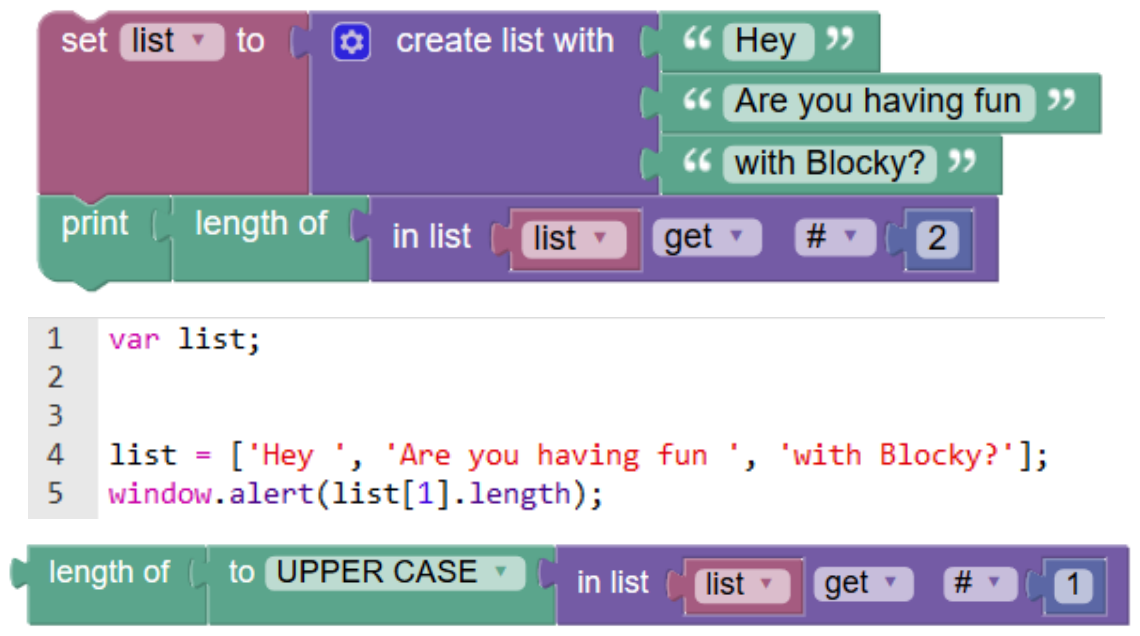 set list ▾ to create list with “ Hey ”
“ Are you having fun ”
“ with Blocky? ”
print length of in list list ▾ get ▾ # ▾ 2
1 var list;
2
3
4 list = ['Hey ', 'Are you having fun ', 'with Blocky?'];
5 window.alert(list[1].length);
length of to UPPER CASE ▾ in list list ▾ get ▾ # ▾ 1